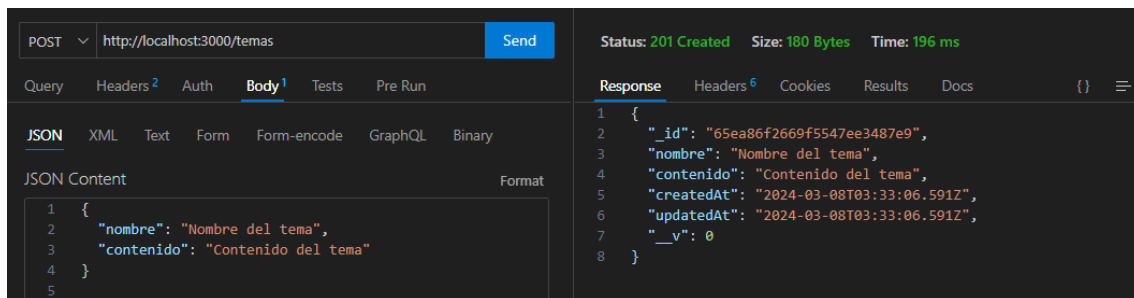 POST http://localhost:3000/temas Send
Query Headers 2 Auth Body 1 Tests Pre Run
JSON XML Text Form Form-encode GraphQL Binary
JSON Content Format
1 {
2 "nombre": "Nombre del tema",
3 "contenido": "Contenido del tema"
4 }
5
Status: 201 Created Size: 180 Bytes Time: 196 ms
Response Headers 6 Cookies Results Docs {}
1 {
2 "_id": "65ea86f2669f5547ee3487e9",
3 "nombre": "Nombre del tema",
4 "contenido": "Contenido del tema",
5 "createdAt": "2024-03-08T03:33:06.591Z",
6 "updatedAt": "2024-03-08T03:33:06.591Z",
7 "__v": 0
8 }